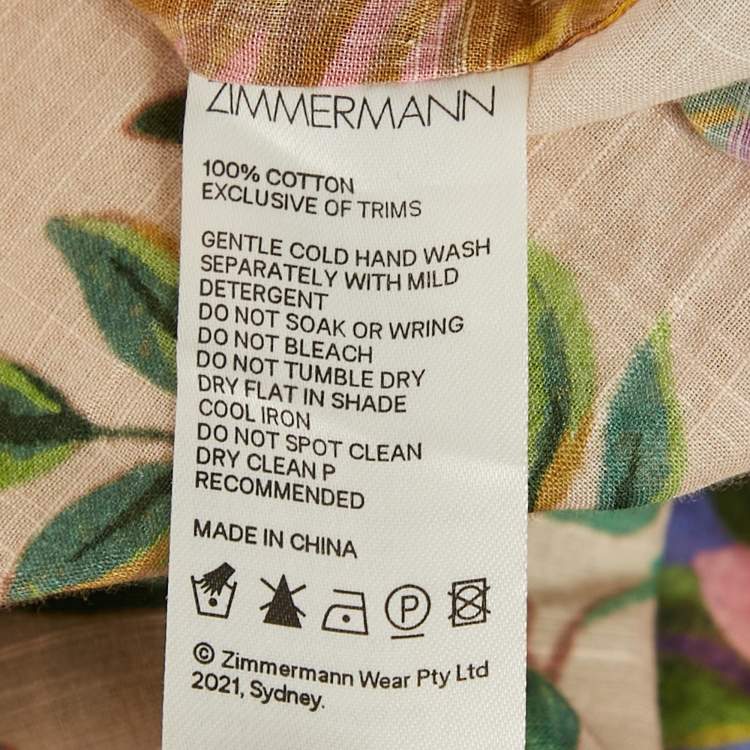 ZIMMERMANN
100% COTTON
EXCLUSIVE OF TRIMS
GENTLE COLD HAND WASH
SEPARATELY WITH MILD
DETERGENT
DO NOT SOAK OR WRING
DO NOT BLEACH
DO NOT TUMBLE DRY
DRY FLAT IN SHADE
COOL IRON
DO NOT SPOT CLEAN
DRY CLEAN P
RECOMMENDED
MADE IN CHINA
P
© Zimmermann Wear Pty Ltd
2021, Sydney.